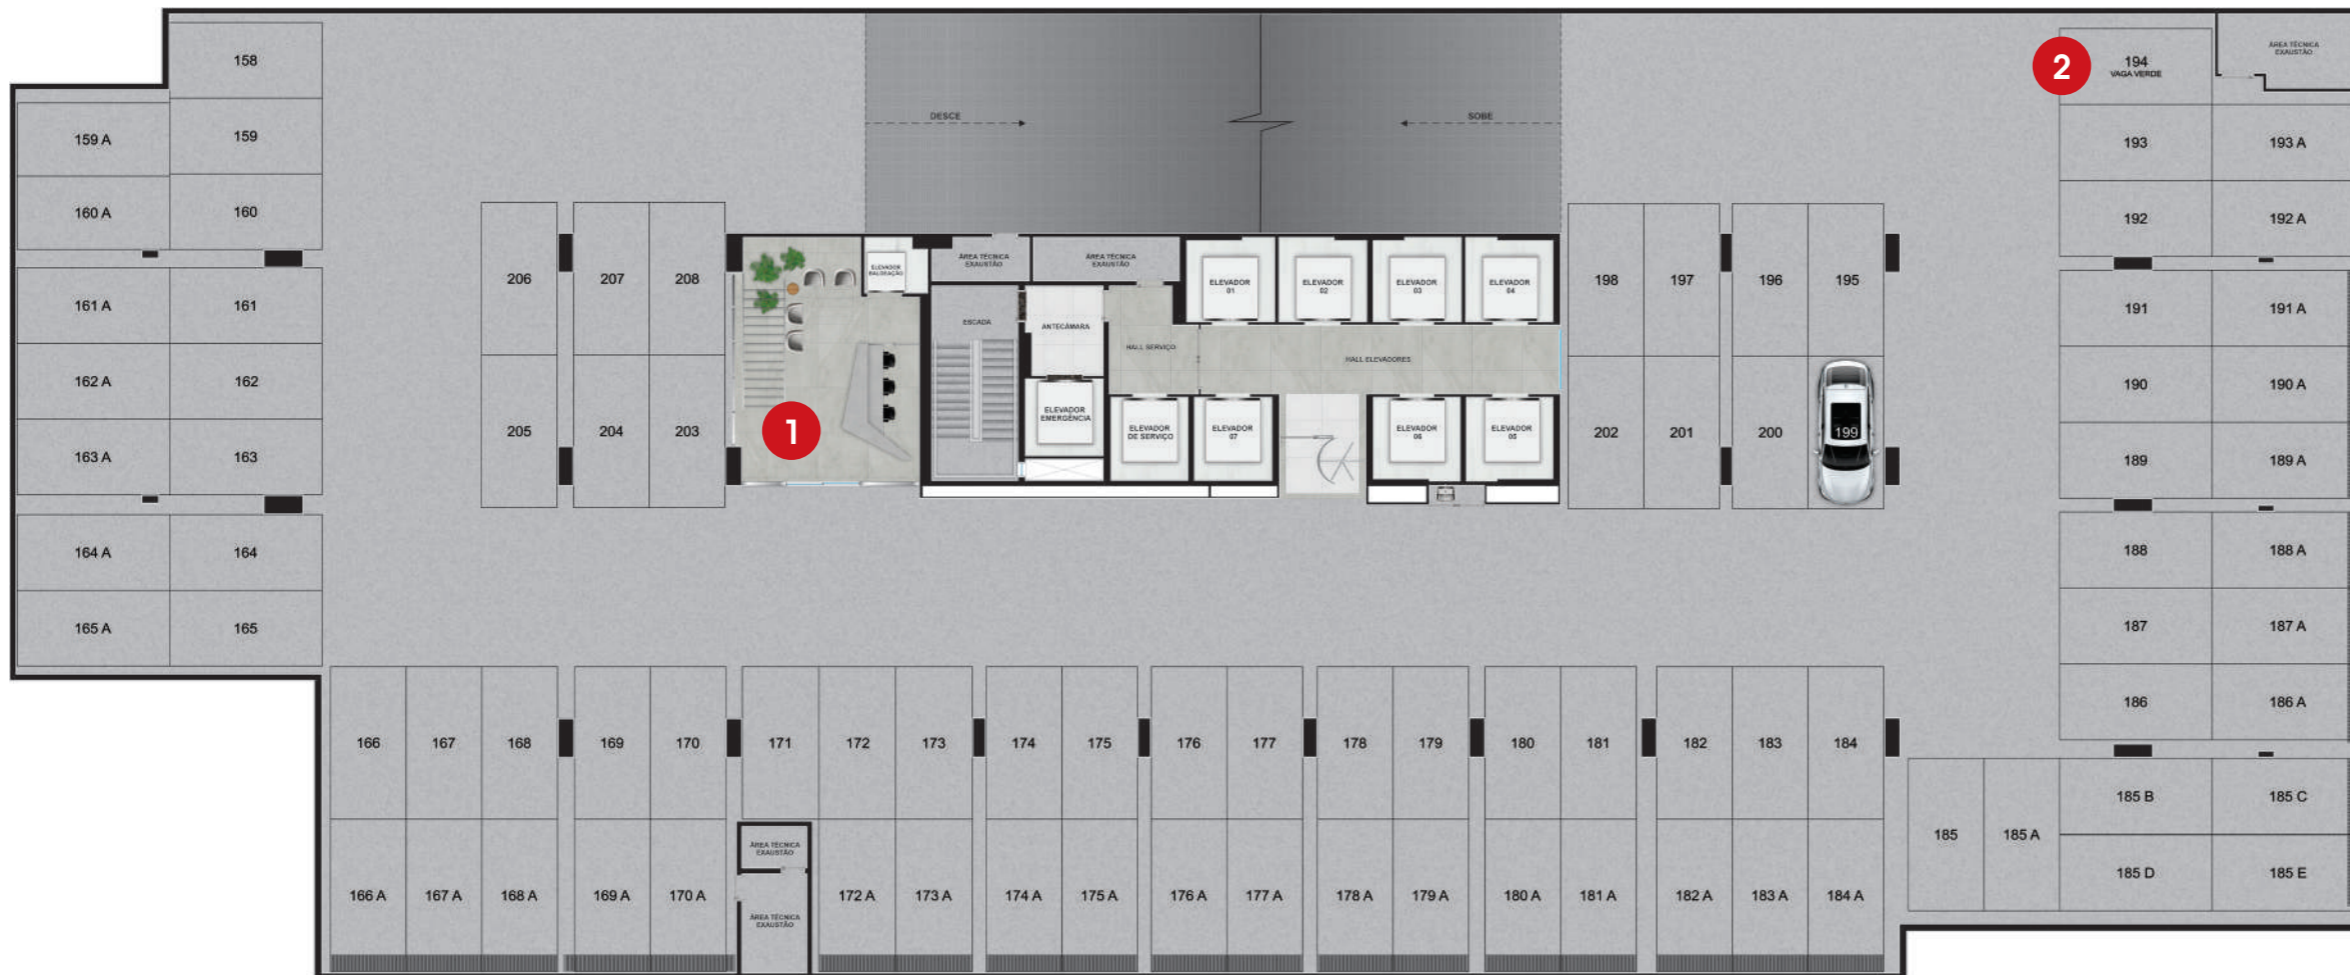 158
159 A
159
160 A
160
161 A
161
162 A
162
163 A
163
164 A
164
165 A
165
206
207
208
205
204
203
DESCE
SOBE
1
ELEVADOR
BALDEAÇÃO
ÁREA TÉCNICA
EXAUSTÃO
ÁREA TÉCNICA
EXAUSTÃO
ESCADA
ANTECÂMARA
ELEVADOR
EMERGÊNCIA
HALL SERVIÇO
HALL ELEVADORES
ELEVADOR
01
ELEVADOR
02
ELEVADOR
03
ELEVADOR
04
ELEVADOR
DE SERVIÇO
ELEVADOR
07
ELEVADOR
06
ELEVADOR
05
198
197
196
195
202
201
200
199
2
194
VAGA VERDE
ÁREA TÉCNICA
EXAUSTÃO
193
193 A
192
192 A
191
191 A
190
190 A
189
189 A
188
188 A
187
187 A
186
186 A
185
185 A
185 B
185 C
185 D
185 E
166
167
168
169
170
171
172
173
174
175
176
177
178
179
180
181
182
183
184
166 A
167 A
168 A
169 A
170 A
ÁREA TÉCNICA
EXAUSTÃO
ÁREA TÉCNICA
EXAUSTÃO
172 A
173 A
174 A
175 A
176 A
177 A
178 A
179 A
180 A
181 A
182 A
183 A
184 A